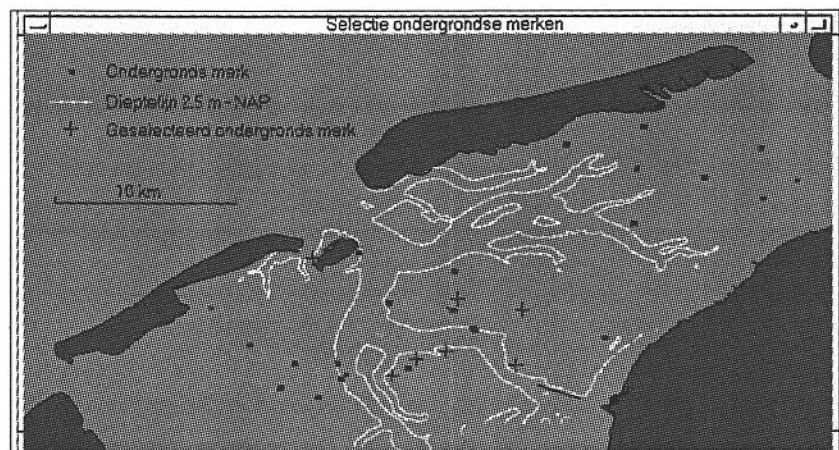 Selectie ondergrondse merken
Ondergronds merk
Dieptelijn 2.5 m - NAP
Geselecteerd ondergronds merk
10 km